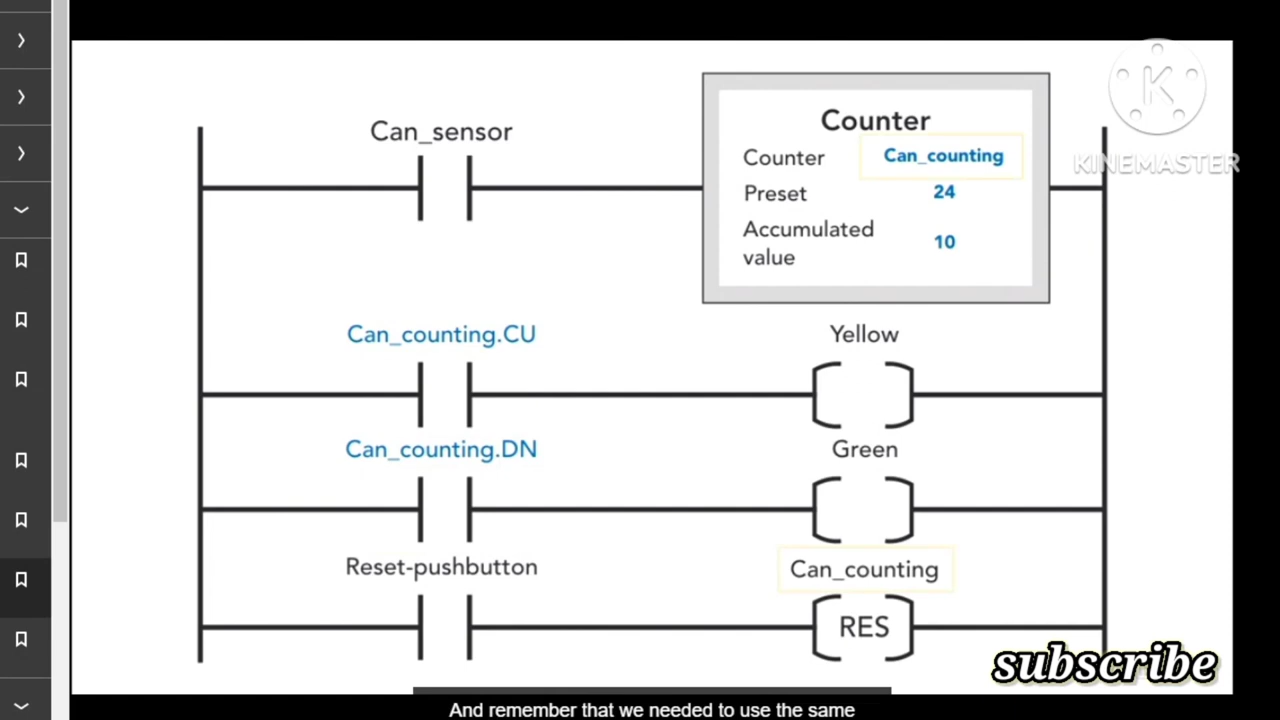 Can_sensor
Counter
Counter Can_counting
Preset 24
Accumulated value 10
K
KINEMASTER
Can_counting.CU
Yellow
Can_counting.DN
Green
Reset-pushbutton
Can_counting
RES
subscribe
And remember that we needed to use the same